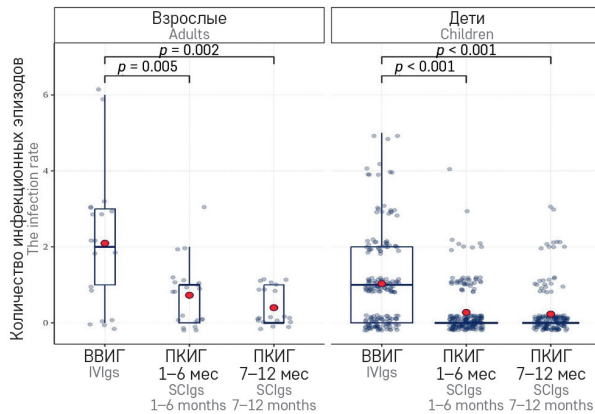 Взрослые
Adults
Дети
Children
p = 0.002
p = 0.005
p < 0.001
p < 0.001
Количество инфекционных эпизодов
The infection rate
6
4
2
0
ВВИГ
IVIgs
ПКИГ
1–6 мес
SCIgs
1–6 months
ПКИГ
7–12 мес
SCIgs
7–12 months
ВВИГ
IVIgs
ПКИГ
1–6 мес
SCIgs
1–6 months
ПКИГ
7–12 мес
SCIgs
7–12 months